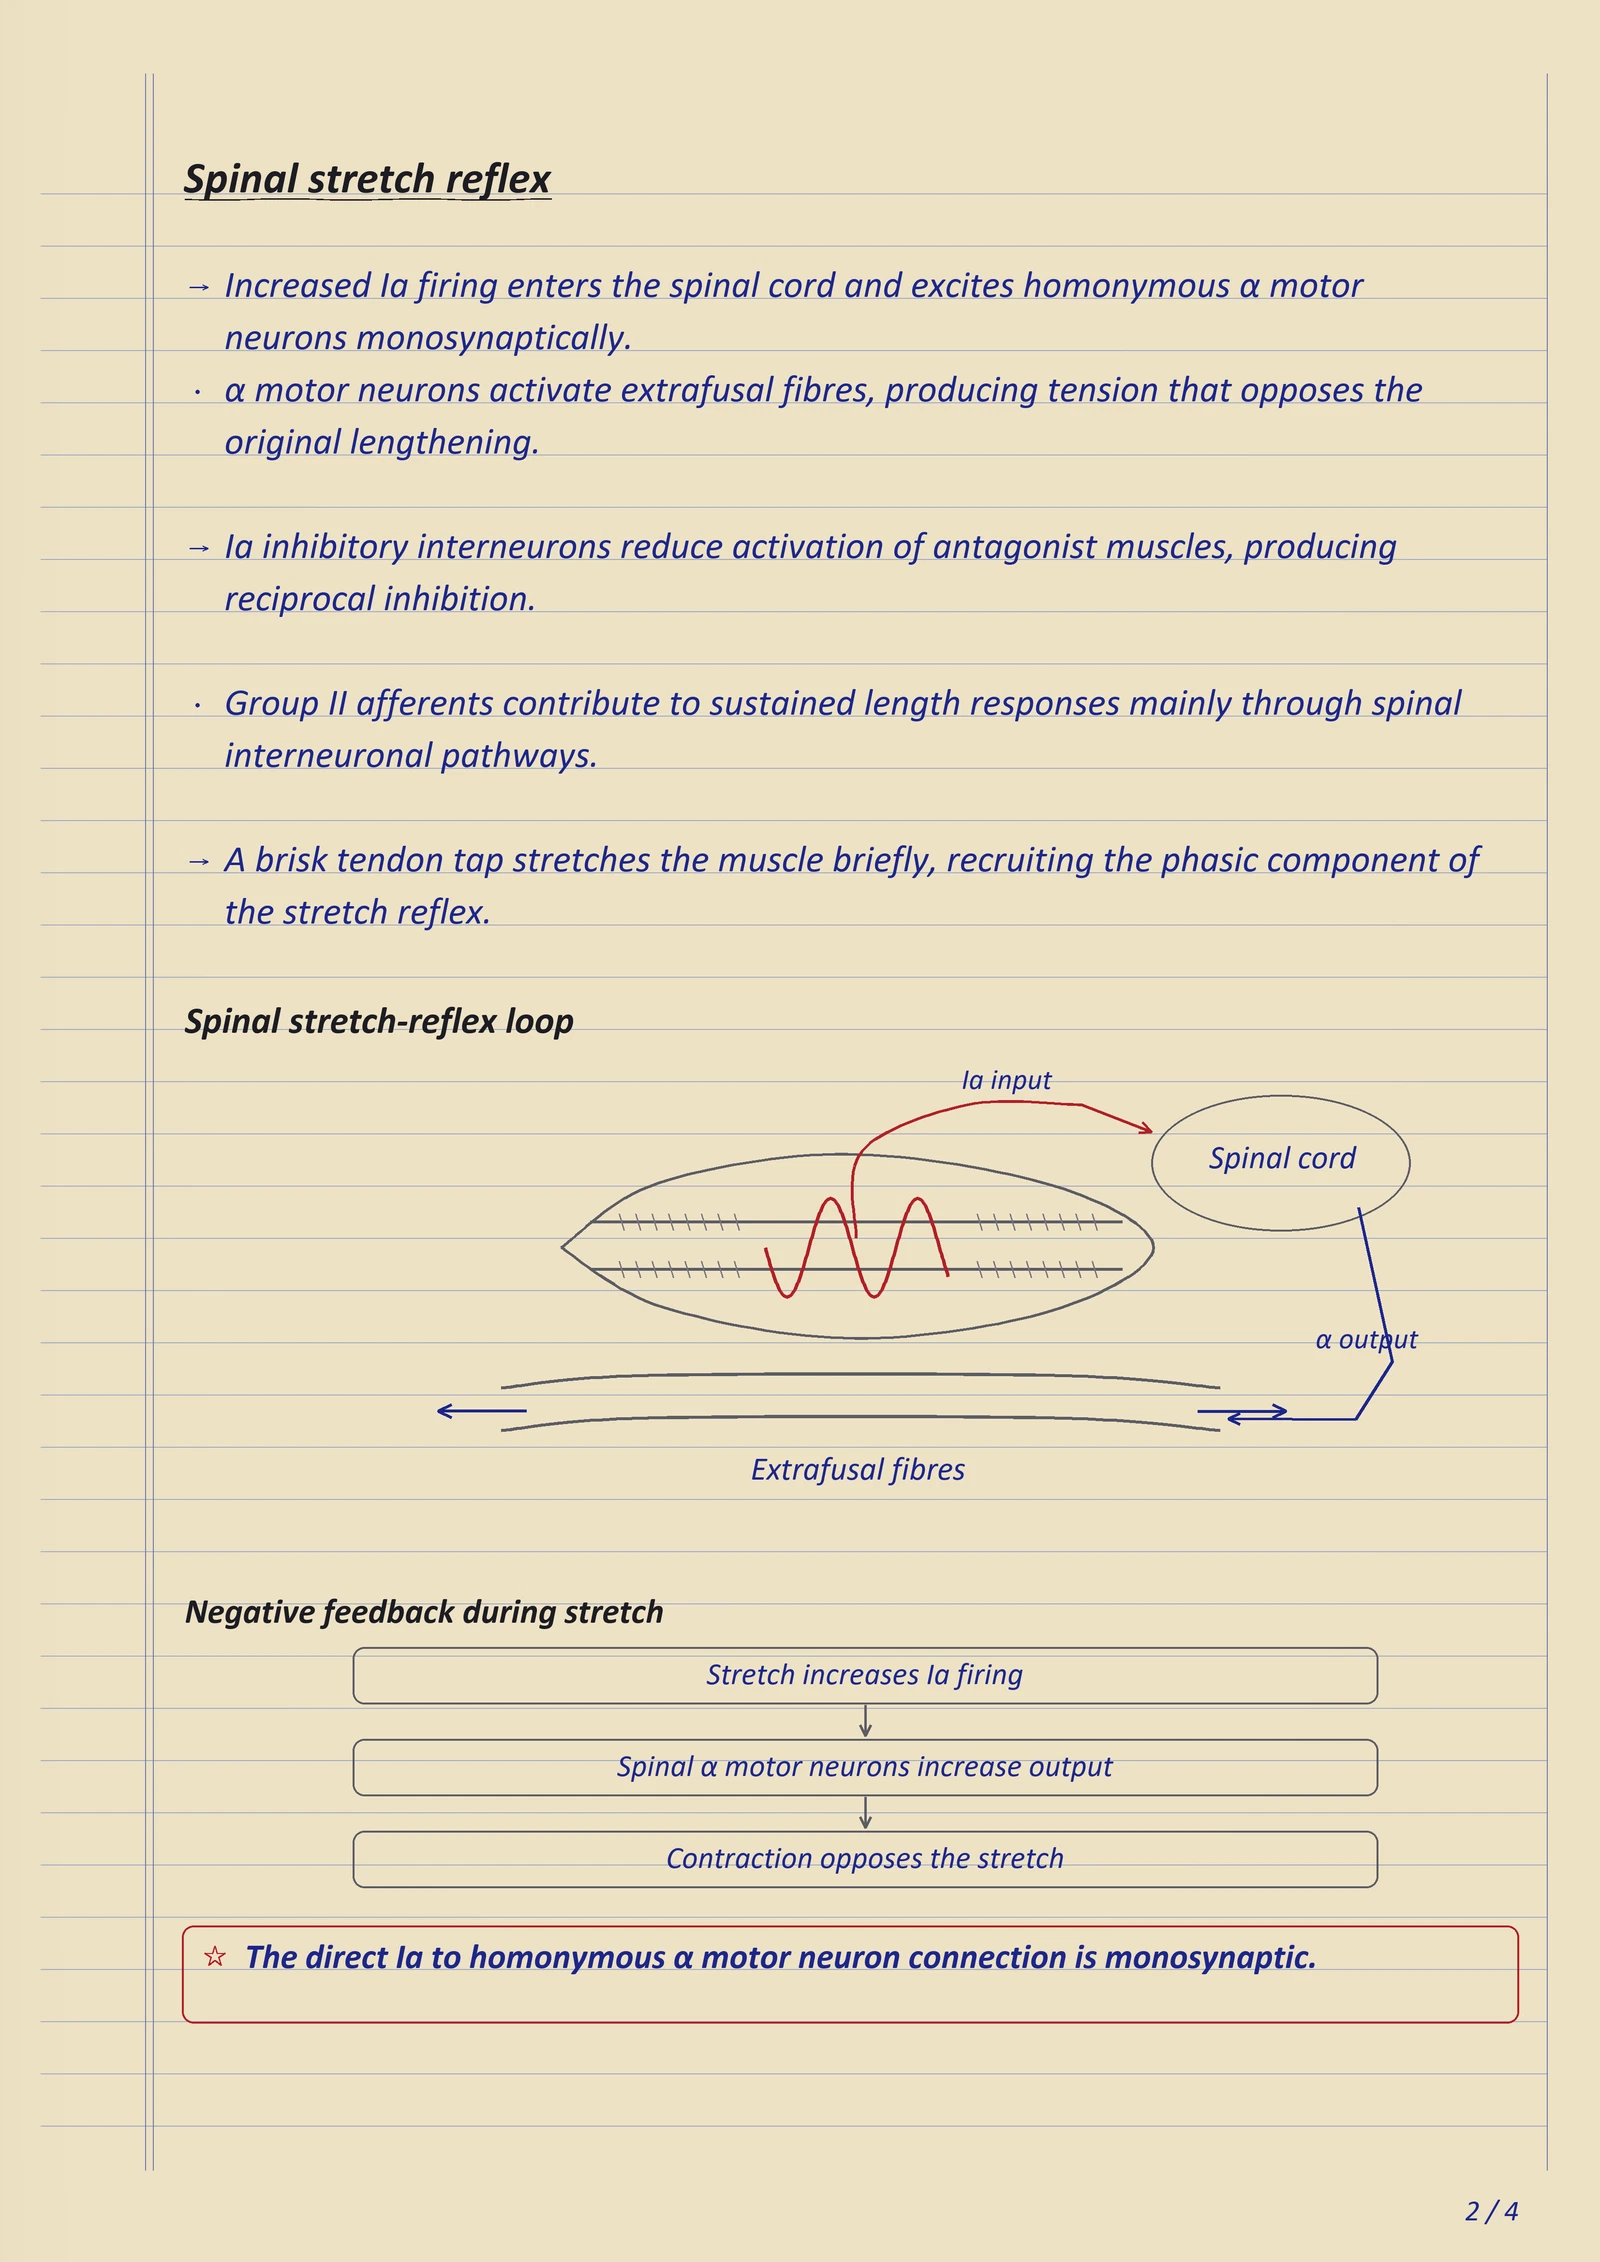 Spinal stretch reflex
→ Increased Ia firing enters the spinal cord and excites homonymous α motor
neurons monosynaptically.
· α motor neurons activate extrafusal fibres, producing tension that opposes the
original lengthening.
→ Ia inhibitory interneurons reduce activation of antagonist muscles, producing
reciprocal inhibition.
· Group II afferents contribute to sustained length responses mainly through spinal
interneuronal pathways.
→ A brisk tendon tap stretches the muscle briefly, recruiting the phasic component of
the stretch reflex.
Spinal stretch-reflex loop
Ia input
Spinal cord
α output
Extrafusal fibres
Negative feedback during stretch
Stretch increases Ia firing
Spinal α motor neurons increase output
Contraction opposes the stretch
☆ The direct Ia to homonymous α motor neuron connection is monosynaptic.
2 / 4